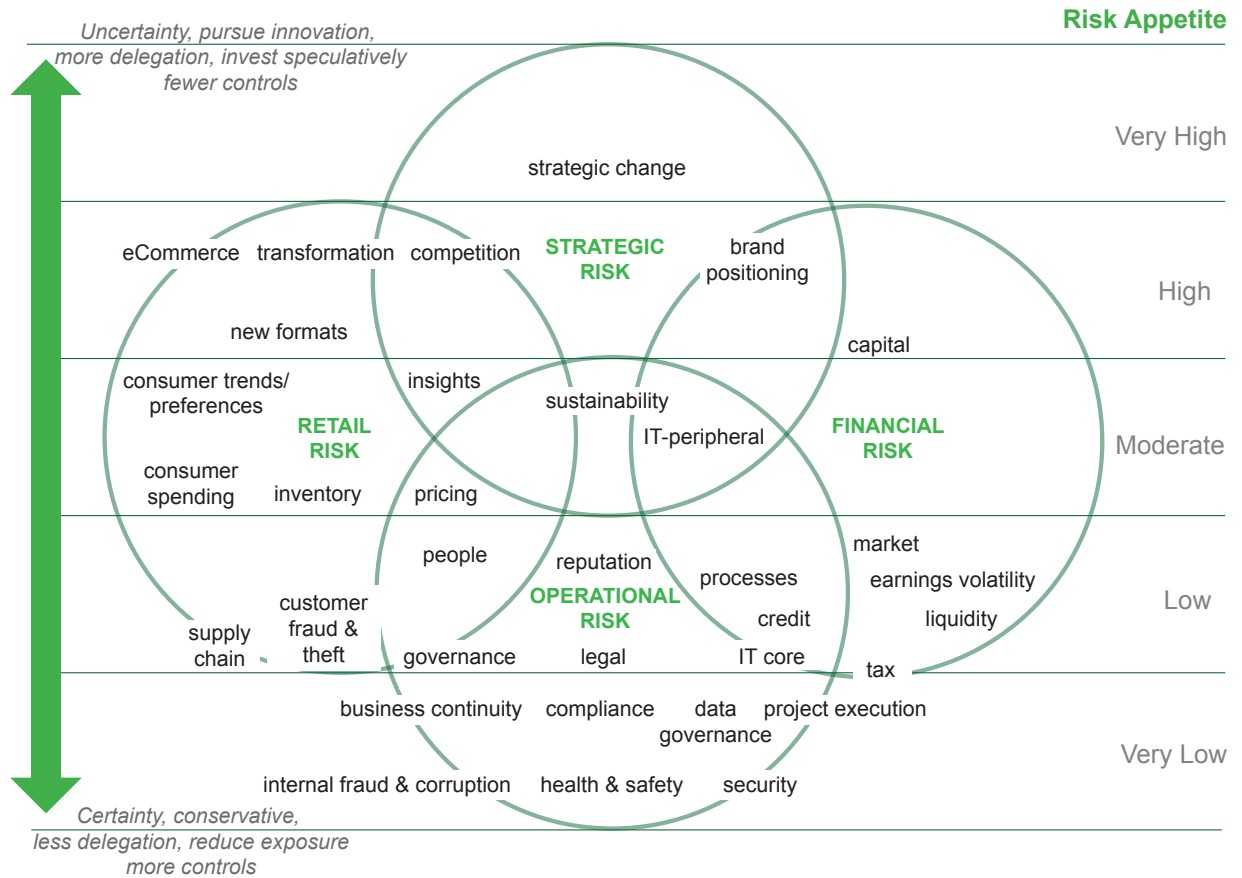 Risk Appetite
Uncertainty, pursue innovation,
more delegation, invest speculatively
fewer controls
Very High
strategic change
eCommerce transformation competition
STRATEGIC
RISK
brand
positioning
High
new formats
capital
consumer trends/
preferences
insights
sustainability
RETAIL
RISK
IT-peripheral
FINANCIAL
RISK
Moderate
consumer
spending
inventory
pricing
people
reputation
market
processes
earnings volatility
OPERATIONAL
RISK
Low
customer
fraud &
theft
credit
liquidity
supply
chain
governance
legal
IT core
tax
business continuity
compliance
data
governance
project execution
Very Low
internal fraud & corruption
health & safety
security
Certainty, conservative,
less delegation, reduce exposure
more controls